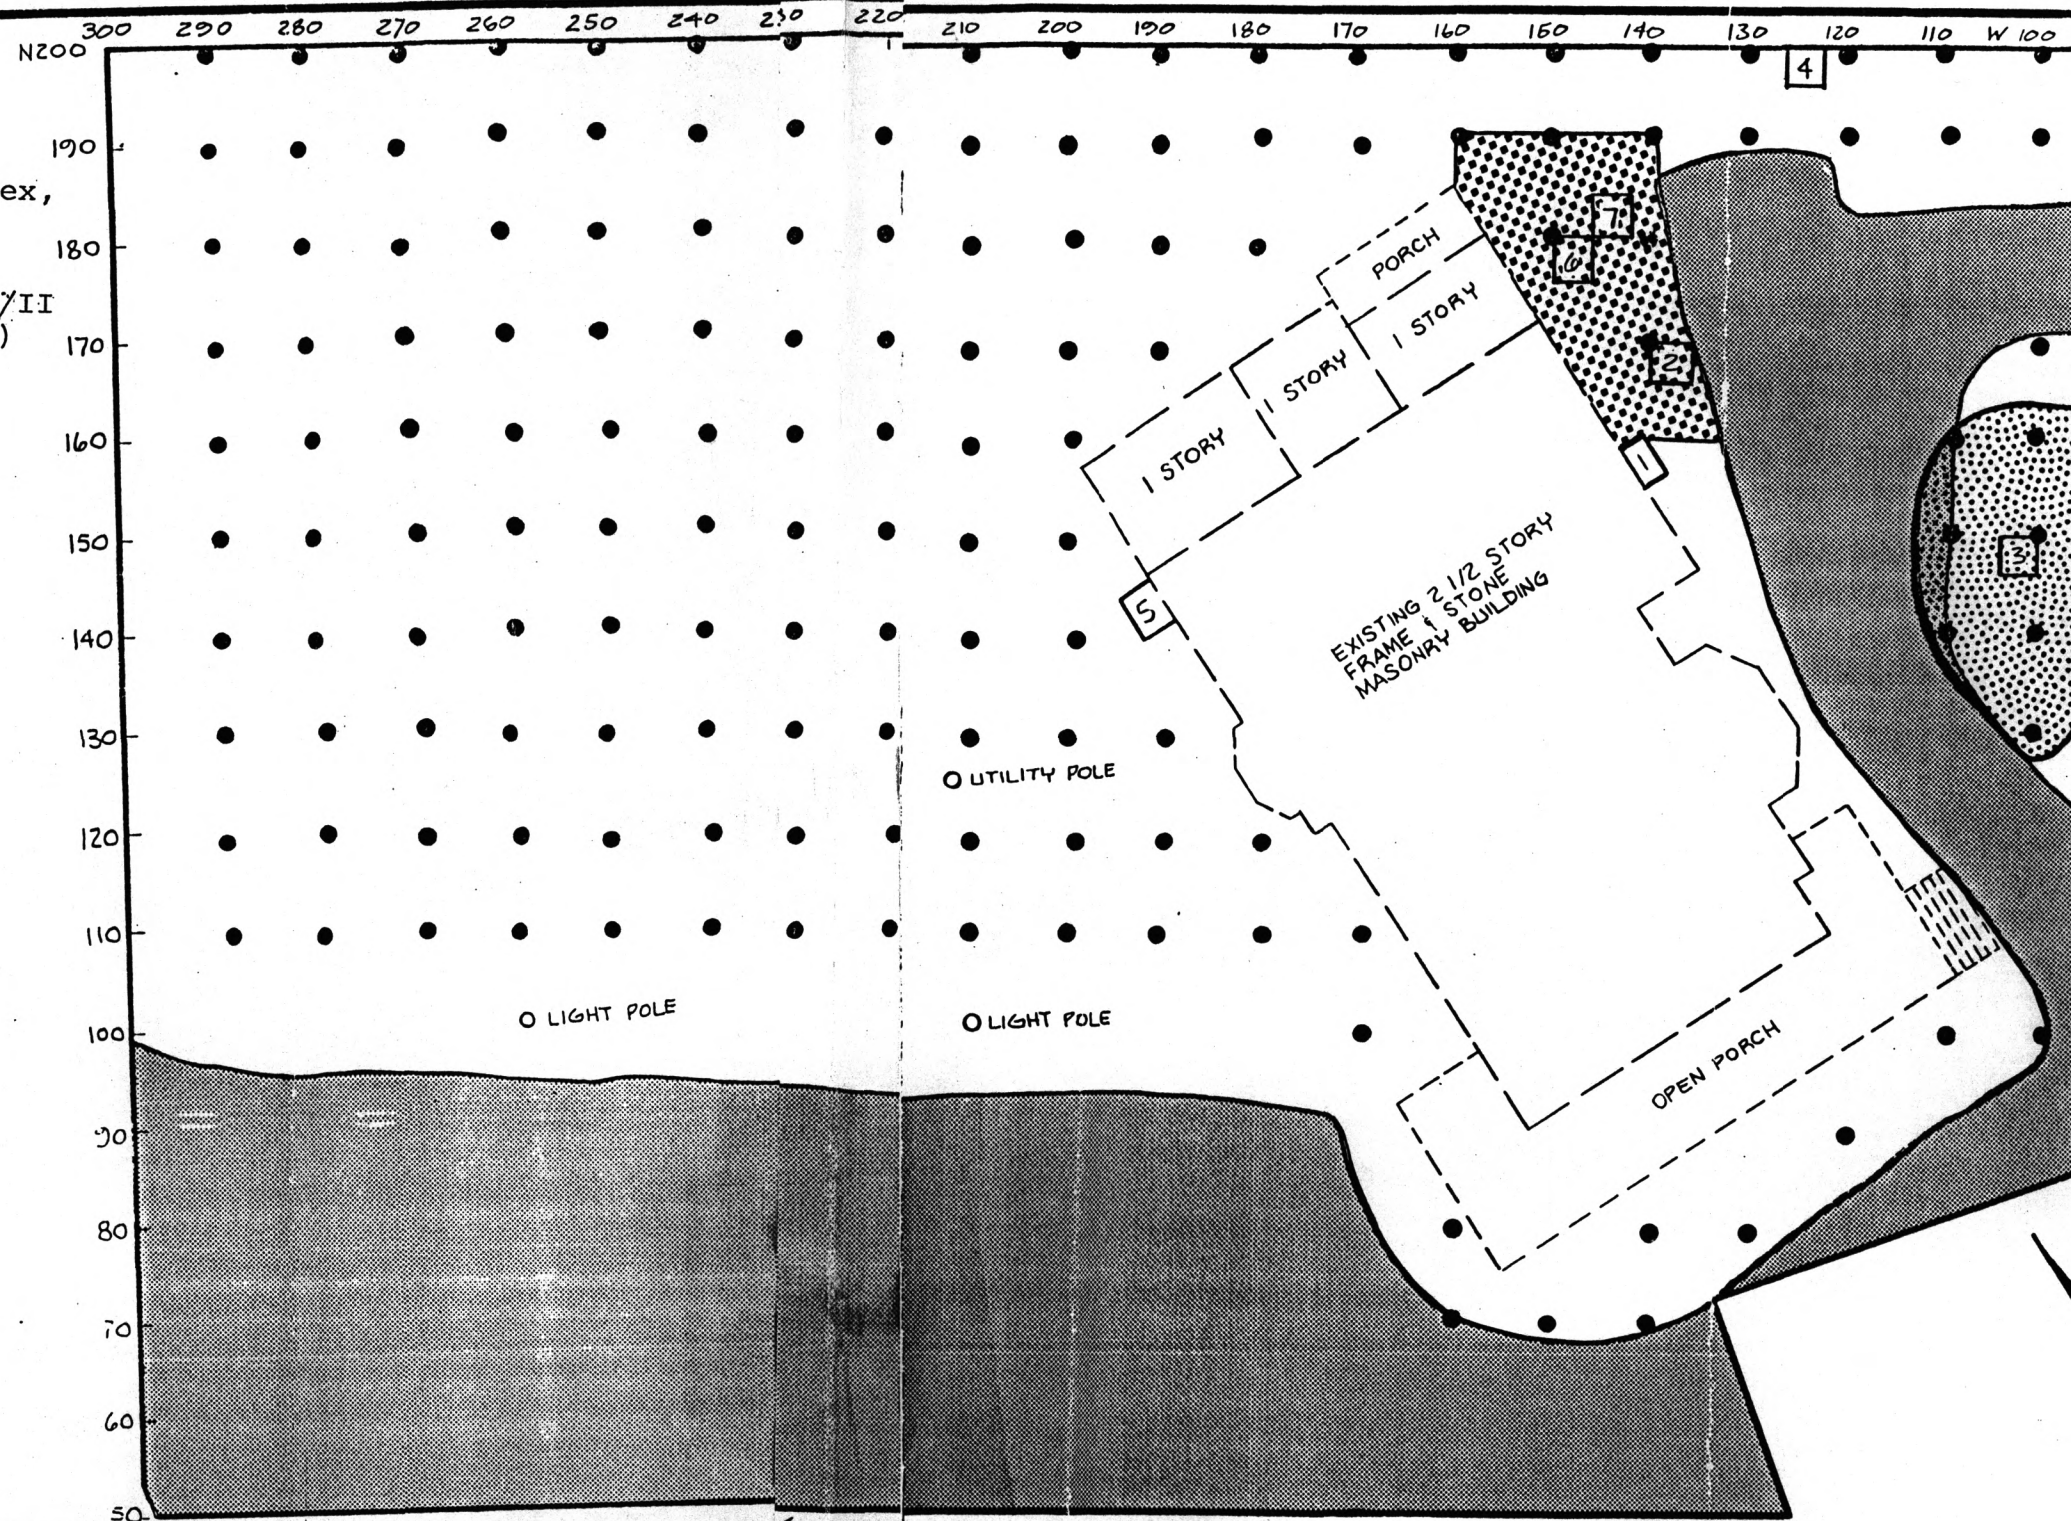 300 290 280 270 260 250 240 230 220 210 200 190 180 170 160 150 140 130 120 110 W 100
N200
4
190
ex,
7
180
PORCH
6
/II
)
1 STORY
170
1 STORY
2
160
1 STORY
1
150
3
EXISTING 2 1/2 STORY
FRAME & STONE
MASONRY BUILDING
5
140
130
UTILITY POLE
120
110
LIGHT POLE
LIGHT POLE
100
OPEN PORCH
90
80
70
60
50